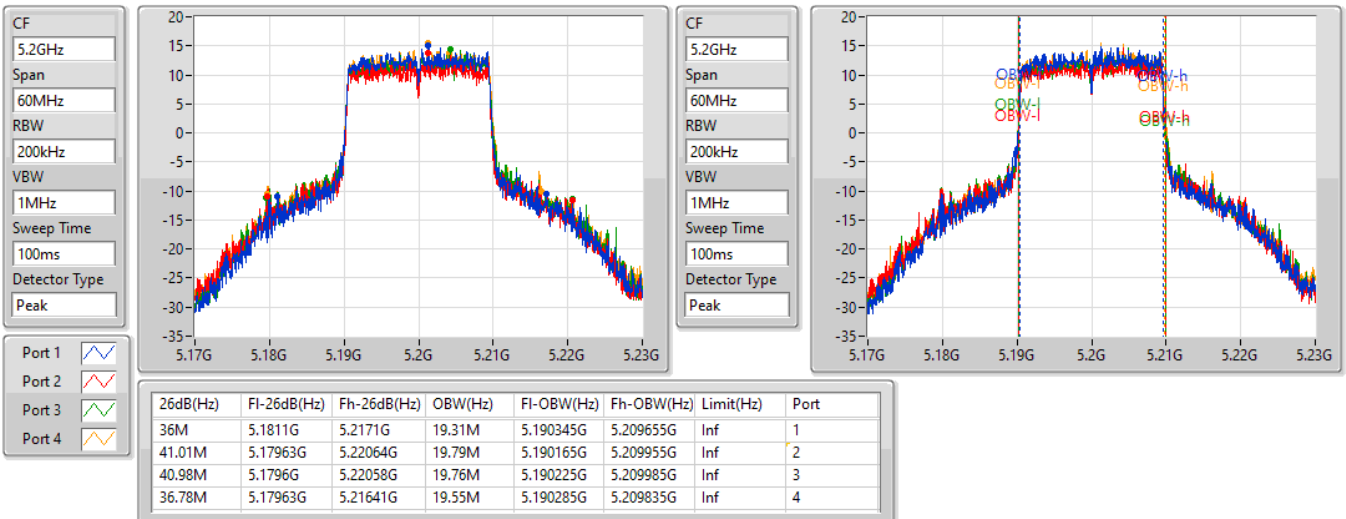 CF
5.2GHz
Span
60MHz
RBW
200kHz
VBW
1MHz
Sweep Time
100ms
Detector Type
Peak
20
15
10
5
0
-5
-10
-15
-20
-25
-30
-35
5.17G 5.18G 5.19G 5.2G 5.21G 5.22G 5.23G
CF
5.2GHz
Span
60MHz
RBW
200kHz
VBW
1MHz
Sweep Time
100ms
Detector Type
Peak
20
15
10
5
0
-5
-10
-15
-20
-25
-30
-35
OBW-h
OBW-l OBW-h
OBW-l OBW-h
OBW-l OBW-h
5.17G 5.18G 5.19G 5.2G 5.21G 5.22G 5.23G
Port 1
Port 2
Port 3
Port 4
26dB(Hz) Fl-26dB(Hz) Fh-26dB(Hz) OBW(Hz) Fl-OBW(Hz) Fh-OBW(Hz) Limit(Hz) Port
36M 5.1811G 5.2171G 19.31M 5.190345G 5.209655G Inf 1
41.01M 5.17963G 5.22064G 19.79M 5.190165G 5.209955G Inf 2
40.98M 5.1796G 5.22058G 19.76M 5.190225G 5.209985G Inf 3
36.78M 5.17963G 5.21641G 19.55M 5.190285G 5.209835G Inf 4